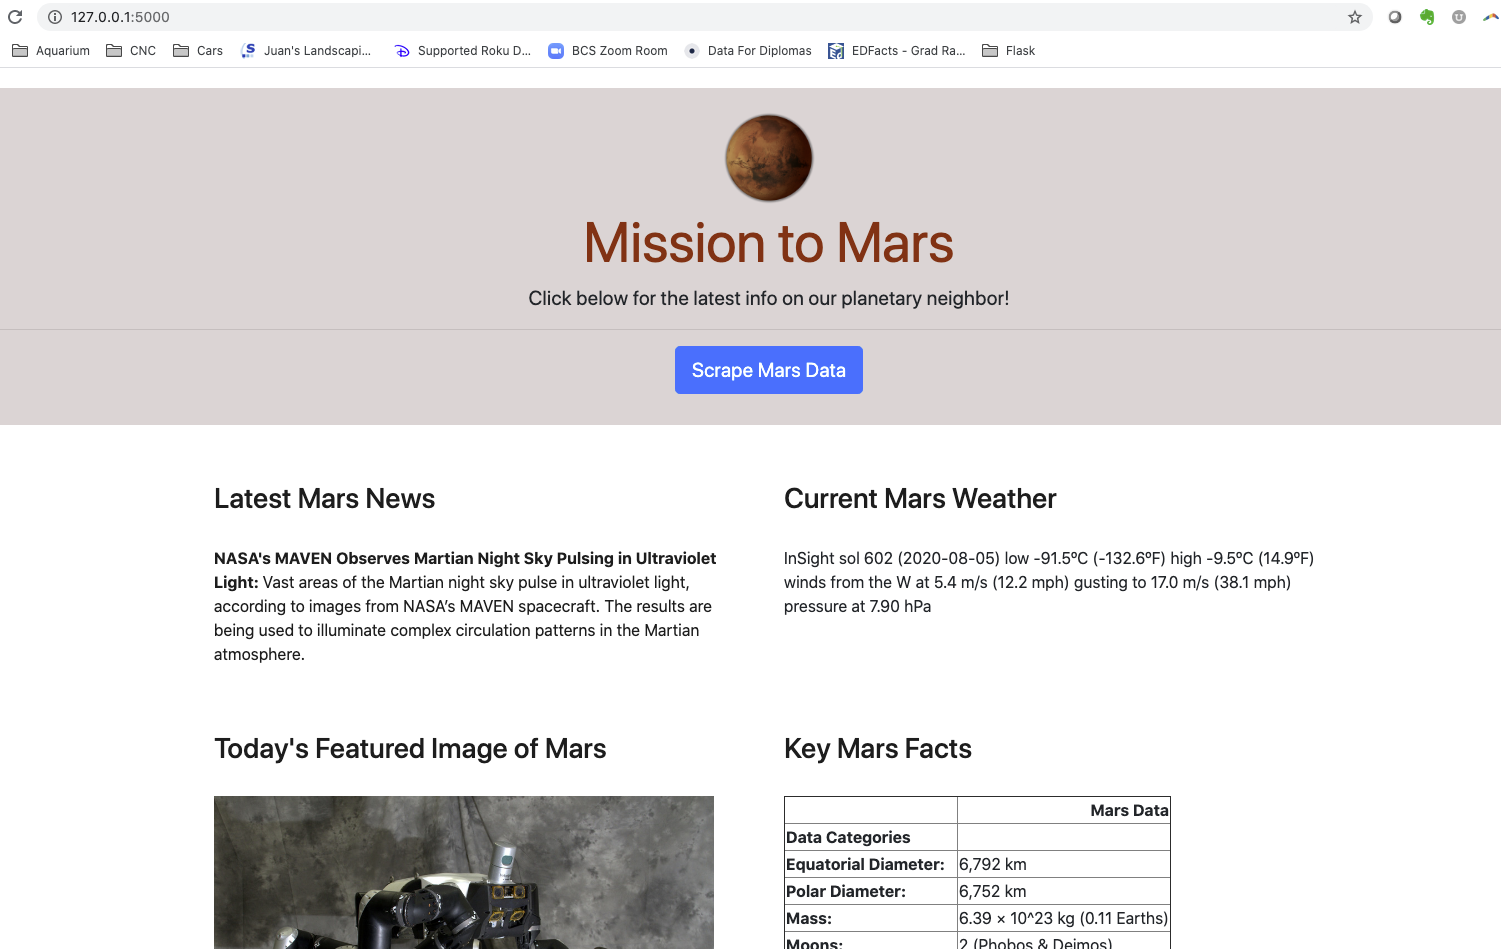 127.0.0.1:5000
Aquarium CNC Cars Juan's Landscapi... Supported Roku D... BCS Zoom Room Data For Diplomas EDFacts - Grad Ra... Flask
Mission to Mars
Click below for the latest info on our planetary neighbor!
Scrape Mars Data
Latest Mars News
NASA's MAVEN Observes Martian Night Sky Pulsing in Ultraviolet
Light: Vast areas of the Martian night sky pulse in ultraviolet light,
according to images from NASA’s MAVEN spacecraft. The results are
being used to illuminate complex circulation patterns in the Martian
atmosphere.
Current Mars Weather
InSight sol 602 (2020-08-05) low -91.5ºC (-132.6ºF) high -9.5ºC (14.9ºF)
winds from the W at 5.4 m/s (12.2 mph) gusting to 17.0 m/s (38.1 mph)
pressure at 7.90 hPa
Today's Featured Image of Mars
Key Mars Facts
Mars Data
Data Categories
Equatorial Diameter: 6,792 km
Polar Diameter: 6,752 km
Mass: 6.39 × 10^23 kg (0.11 Earths)
Moons: 2 (Phobos & Deimos)